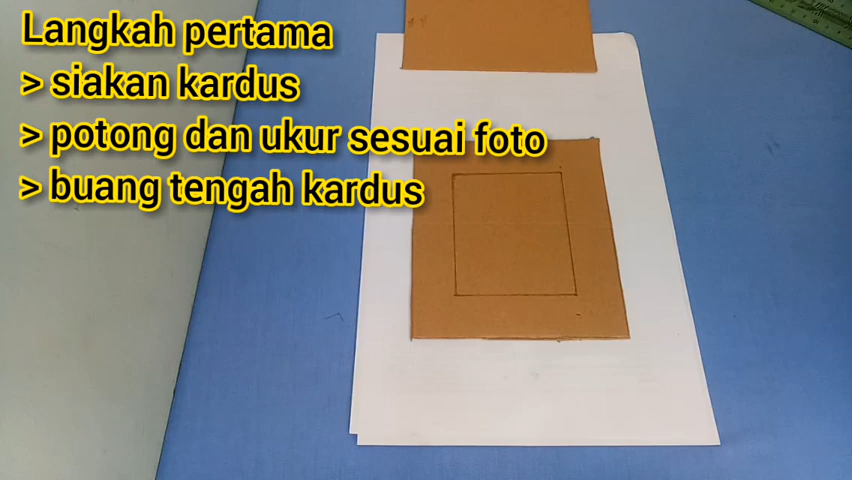 Langkah pertama
> siakan kardus
> potong dan ukur sesuai foto
> buang tengah kardus